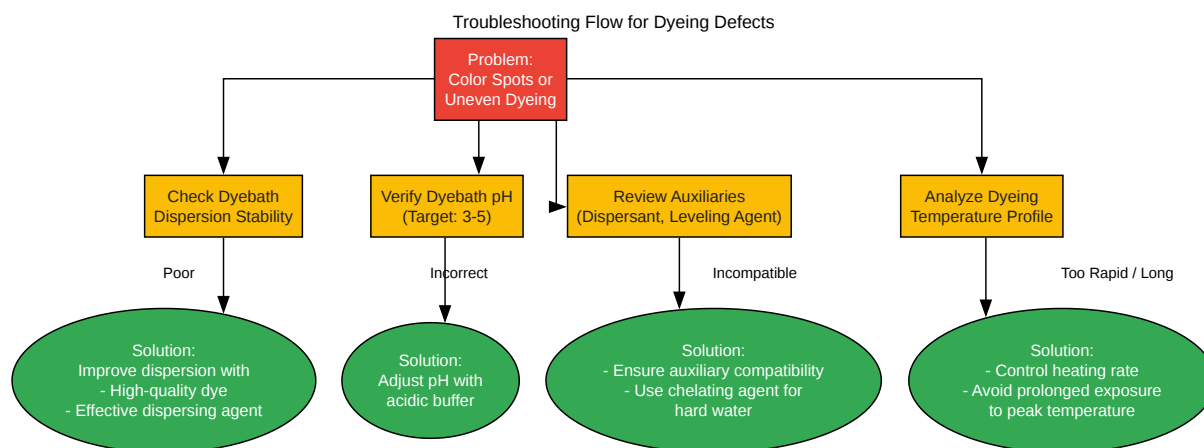 Troubleshooting Flow for Dyeing Defects
Problem:
Color Spots or
Uneven Dyeing
Check Dyebath
Dispersion Stability
Verify Dyebath pH
(Target: 3-5)
Review Auxiliaries
(Dispersant, Leveling Agent)
Analyze Dyeing
Temperature Profile
Poor
Incorrect
Incompatible
Too Rapid / Long
Solution:
Improve dispersion with
- High-quality dye
- Effective dispersing agent
Solution:
Adjust pH with
acidic buffer
Solution:
- Ensure auxiliary compatibility
- Use chelating agent for
hard water
Solution:
- Control heating rate
- Avoid prolonged exposure
to peak temperature